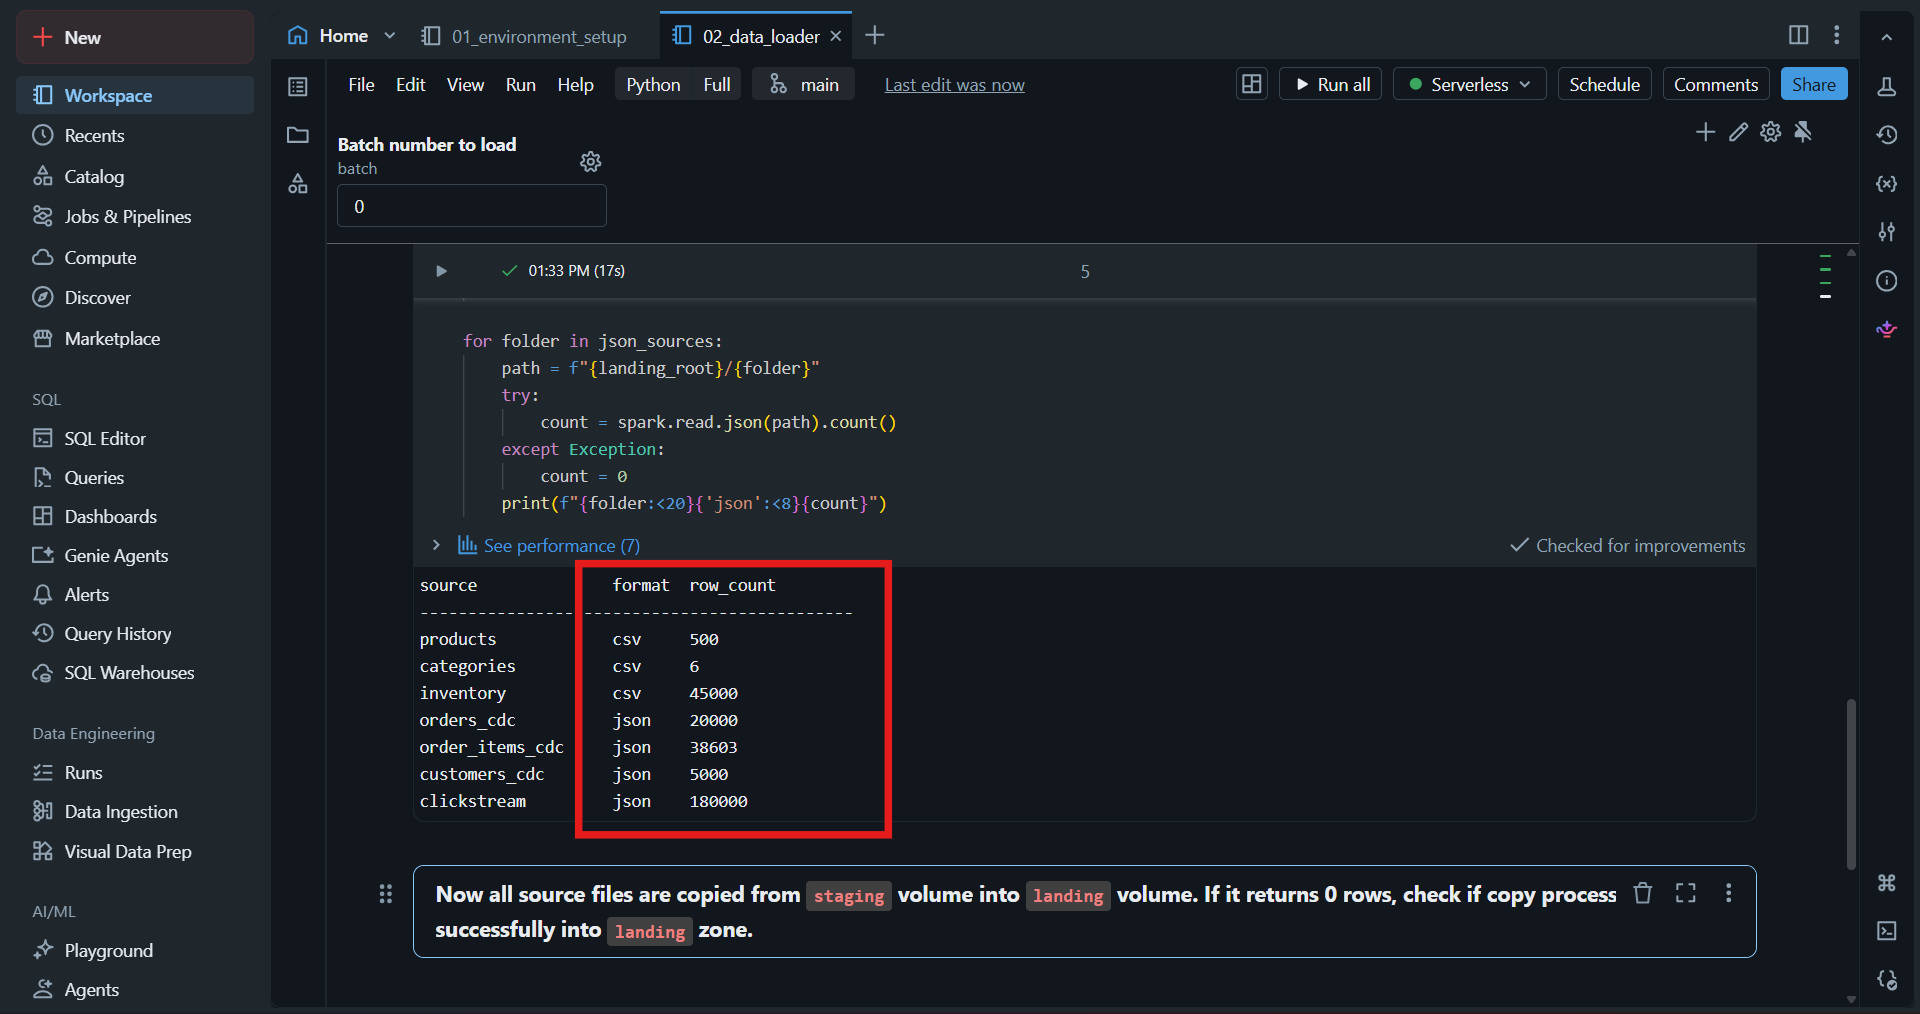 New
Workspace
Recents
Catalog
Jobs & Pipelines
Compute
Discover
Marketplace
SQL
SQL Editor
Queries
Dashboards
Genie Agents
Alerts
Query History
SQL Warehouses
Data Engineering
Runs
Data Ingestion
Visual Data Prep
AI/ML
Playground
Agents
Home 01_environment_setup 02_data_loader
File Edit View Run Help Python Full main Last edit was now Run all Serverless Schedule Comments Share
Batch number to load
batch
0
01:33 PM (17s) 5
for folder in json_sources:
    path = f"{landing_root}/{folder}"
    try:
        count = spark.read.json(path).count()
    except Exception:
        count = 0
    print(f"{folder:<20}{'json':<8}{count}")
See performance (7) Checked for improvements
source format row_count
---------------------------------------------
products csv 500
categories csv 6
inventory csv 45000
orders_cdc json 20000
order_items_cdc json 38603
customers_cdc json 5000
clickstream json 180000
Now all source files are copied from staging volume into landing volume. If it returns 0 rows, check if copy process
successfully into landing zone.